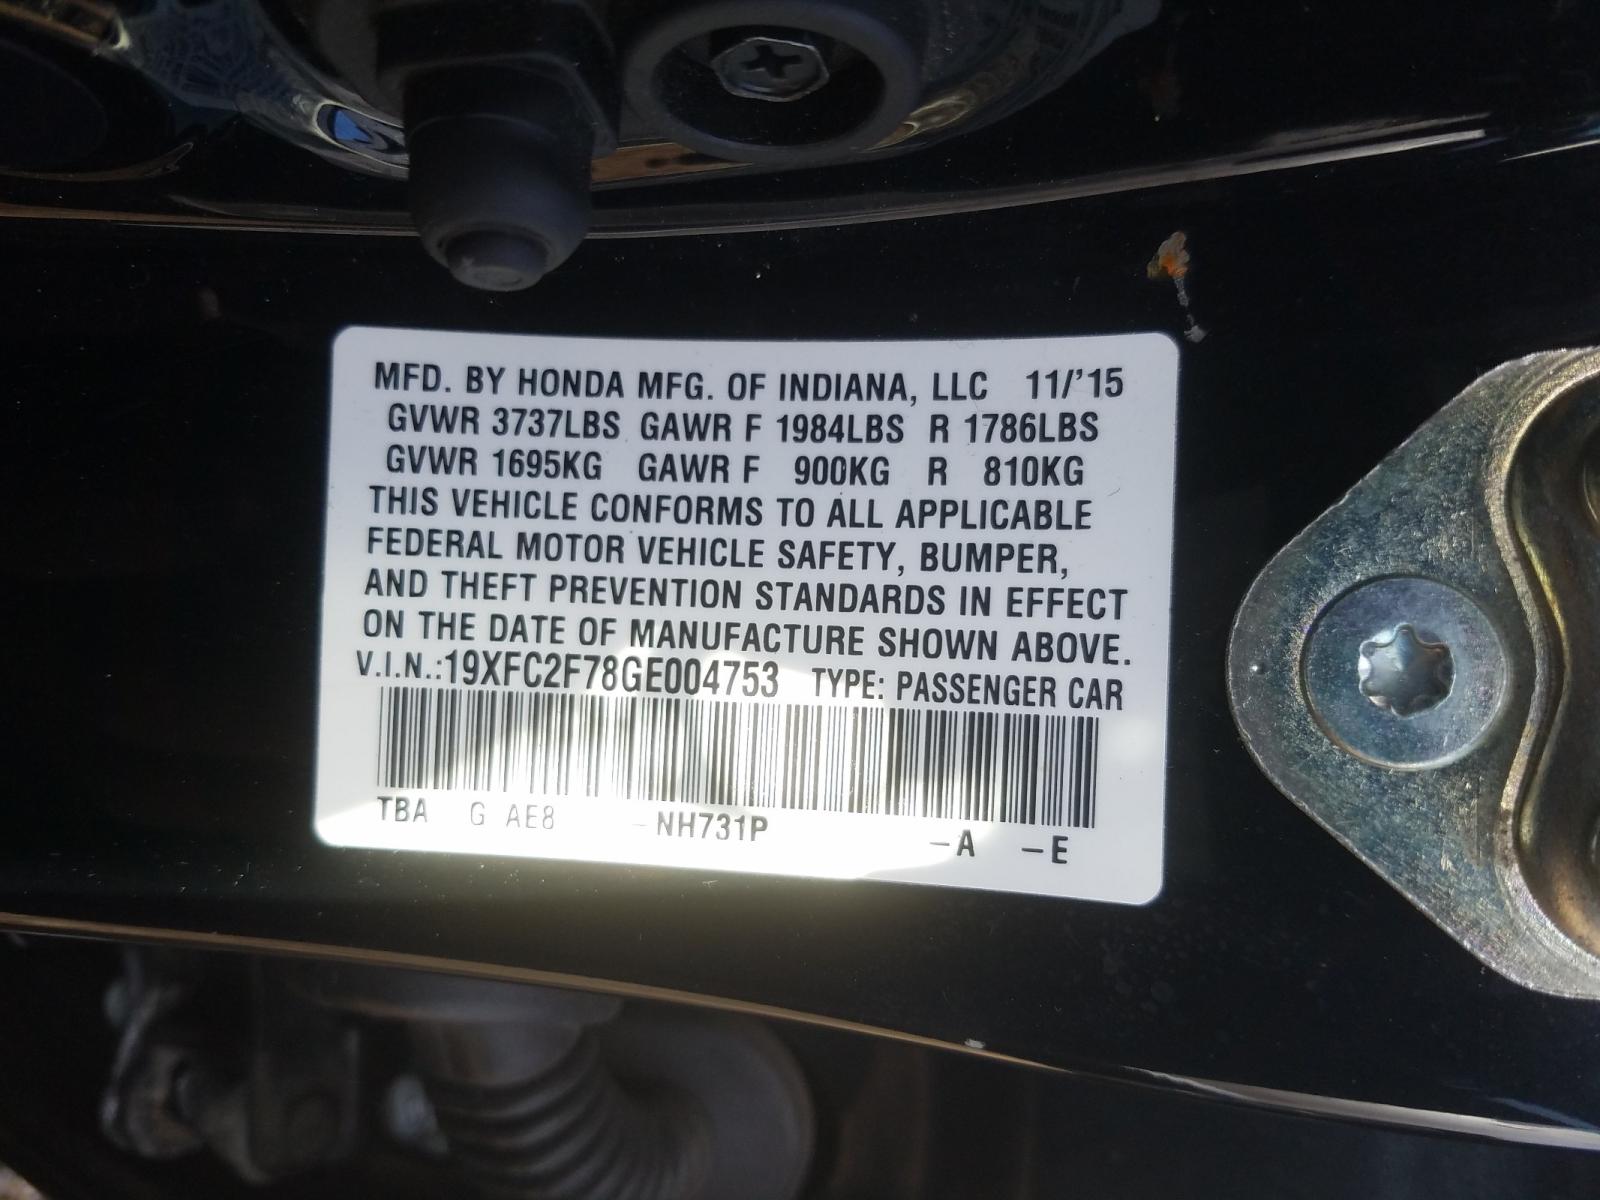 MFD. BY HONDA MFG. OF INDIANA, LLC 11/'15
GVWR 3737LBS GAWR F 1984LBS R 1786LBS
GVWR 1695KG GAWR F 900KG R 810KG
THIS VEHICLE CONFORMS TO ALL APPLICABLE
FEDERAL MOTOR VEHICLE SAFETY, BUMPER,
AND THEFT PREVENTION STANDARDS IN EFFECT
ON THE DATE OF MANUFACTURE SHOWN ABOVE.
V.I.N.:19XFC2F78GE004753 TYPE: PASSENGER CAR
TBA G AE8 -NH731P -A -E